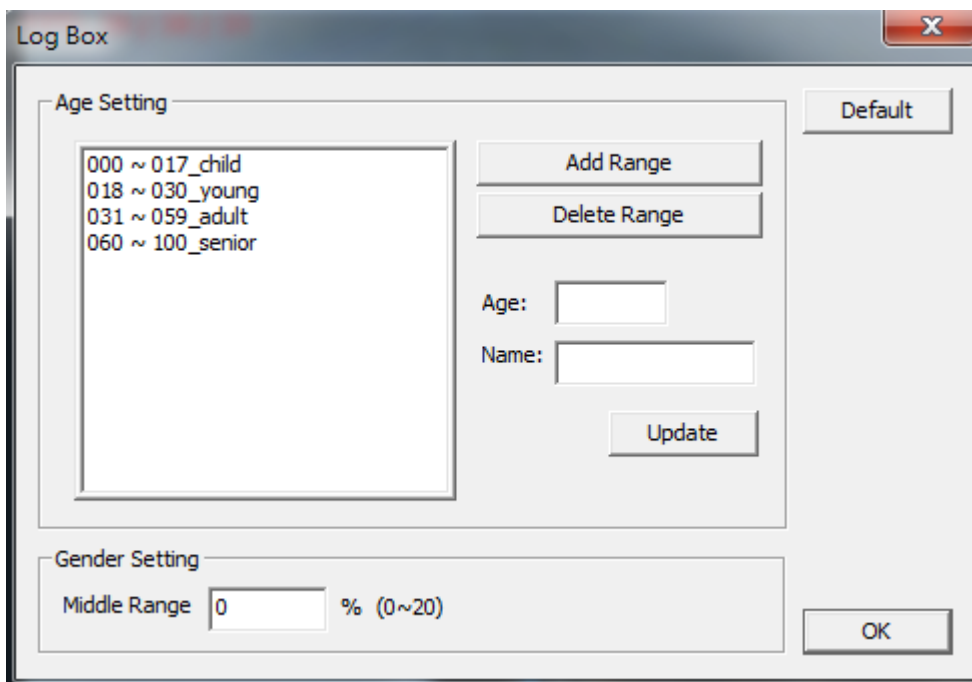 Log Box
x
Age Setting
000 ~ 017_child
018 ~ 030_young
031 ~ 059_adult
060 ~ 100_senior
Add Range
Delete Range
Age:
Name:
Update
Default
Gender Setting
Middle Range 0 % (0~20)
OK